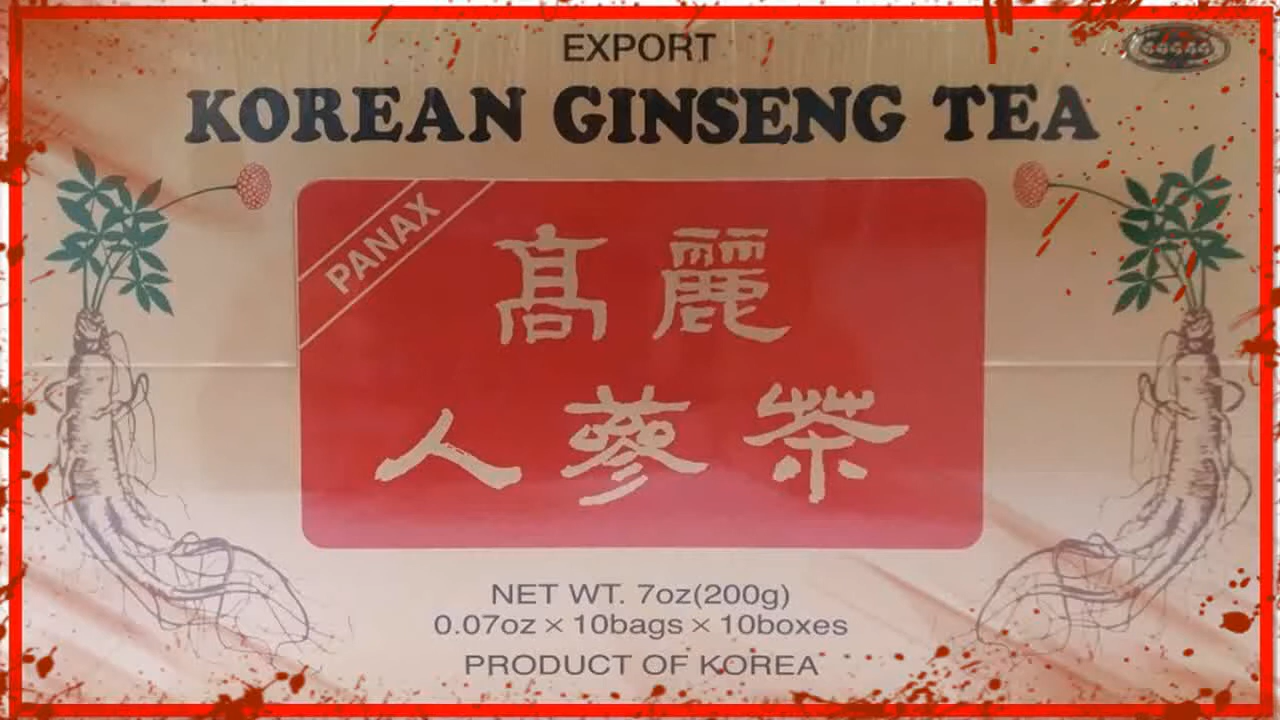 EXPORT
KOREAN GINSENG TEA
PANAX
高麗
人蔘茶
NET WT. 7oz(200g)
0.07oz × 10bags × 10boxes
PRODUCT OF KOREA